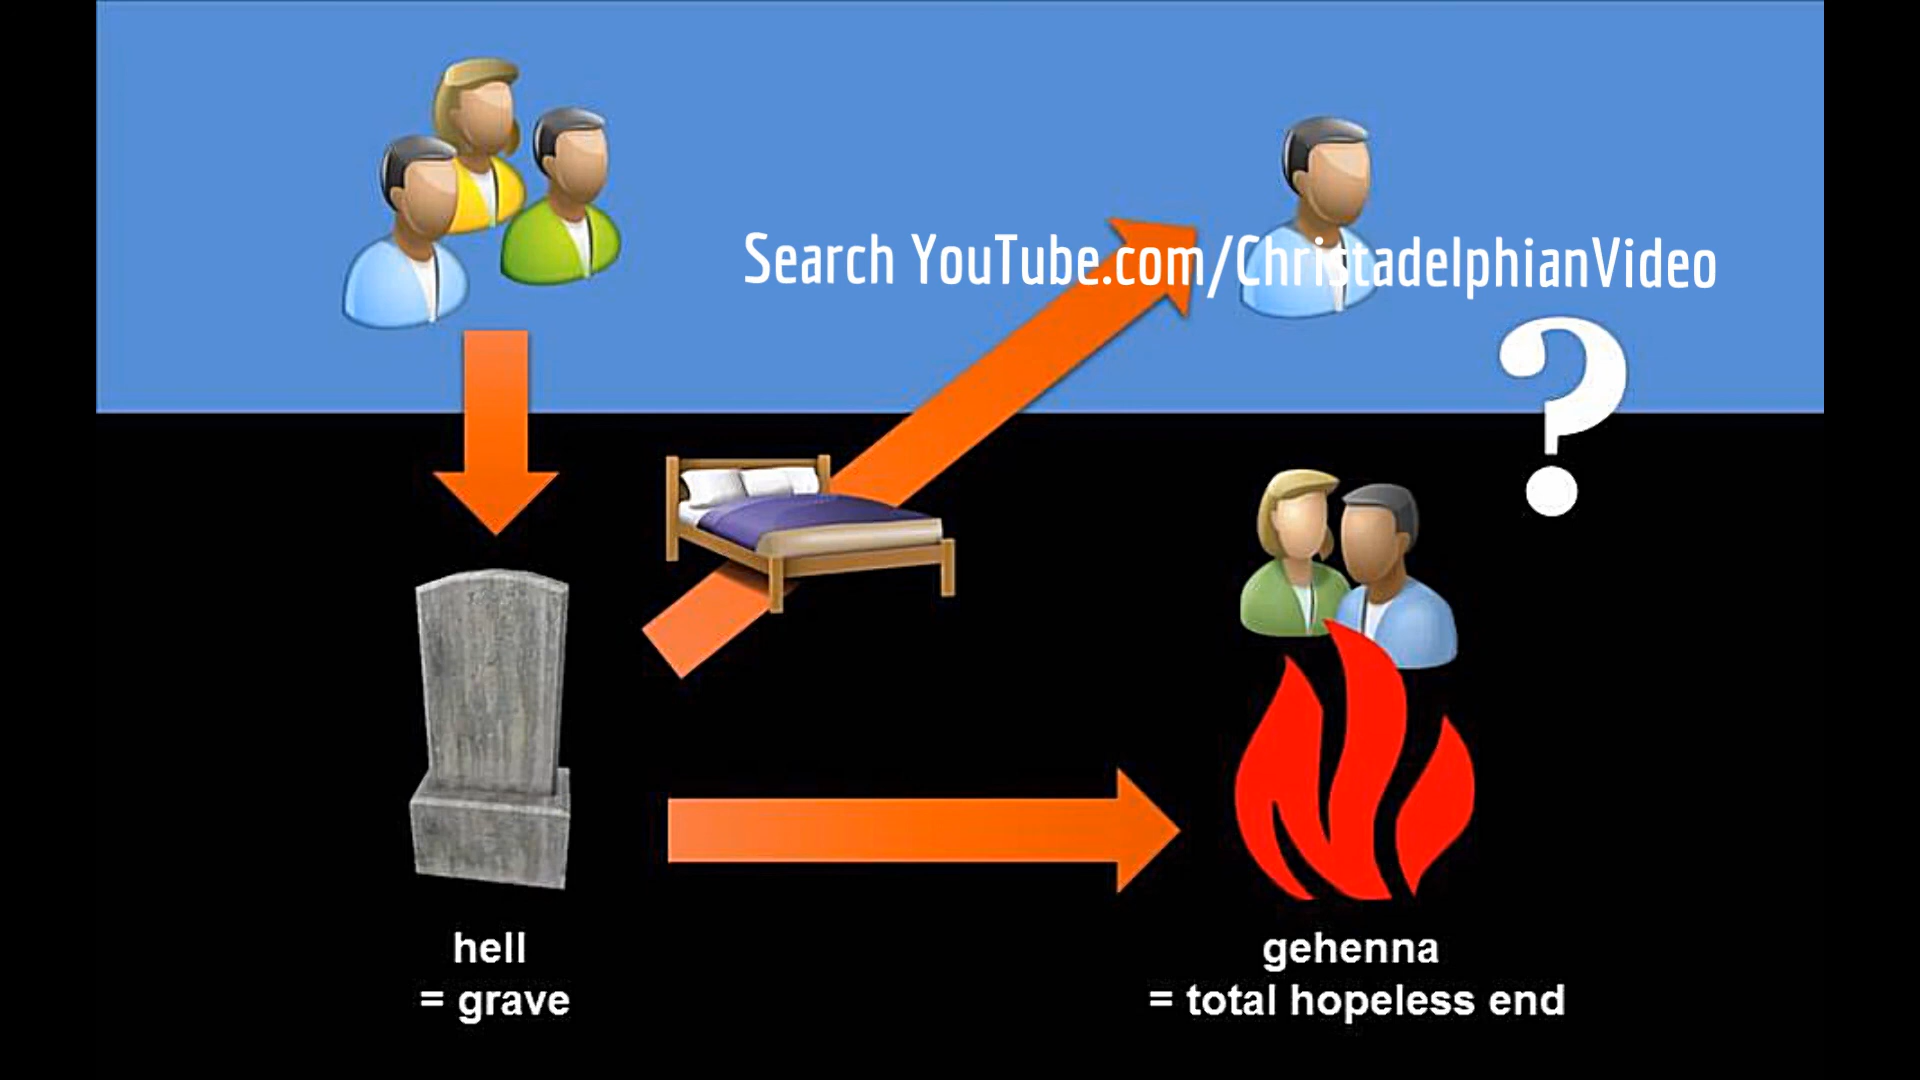 Search YouTube.com/ChristadelphianVideo
?
hell
= grave
gehenna
= total hopeless end